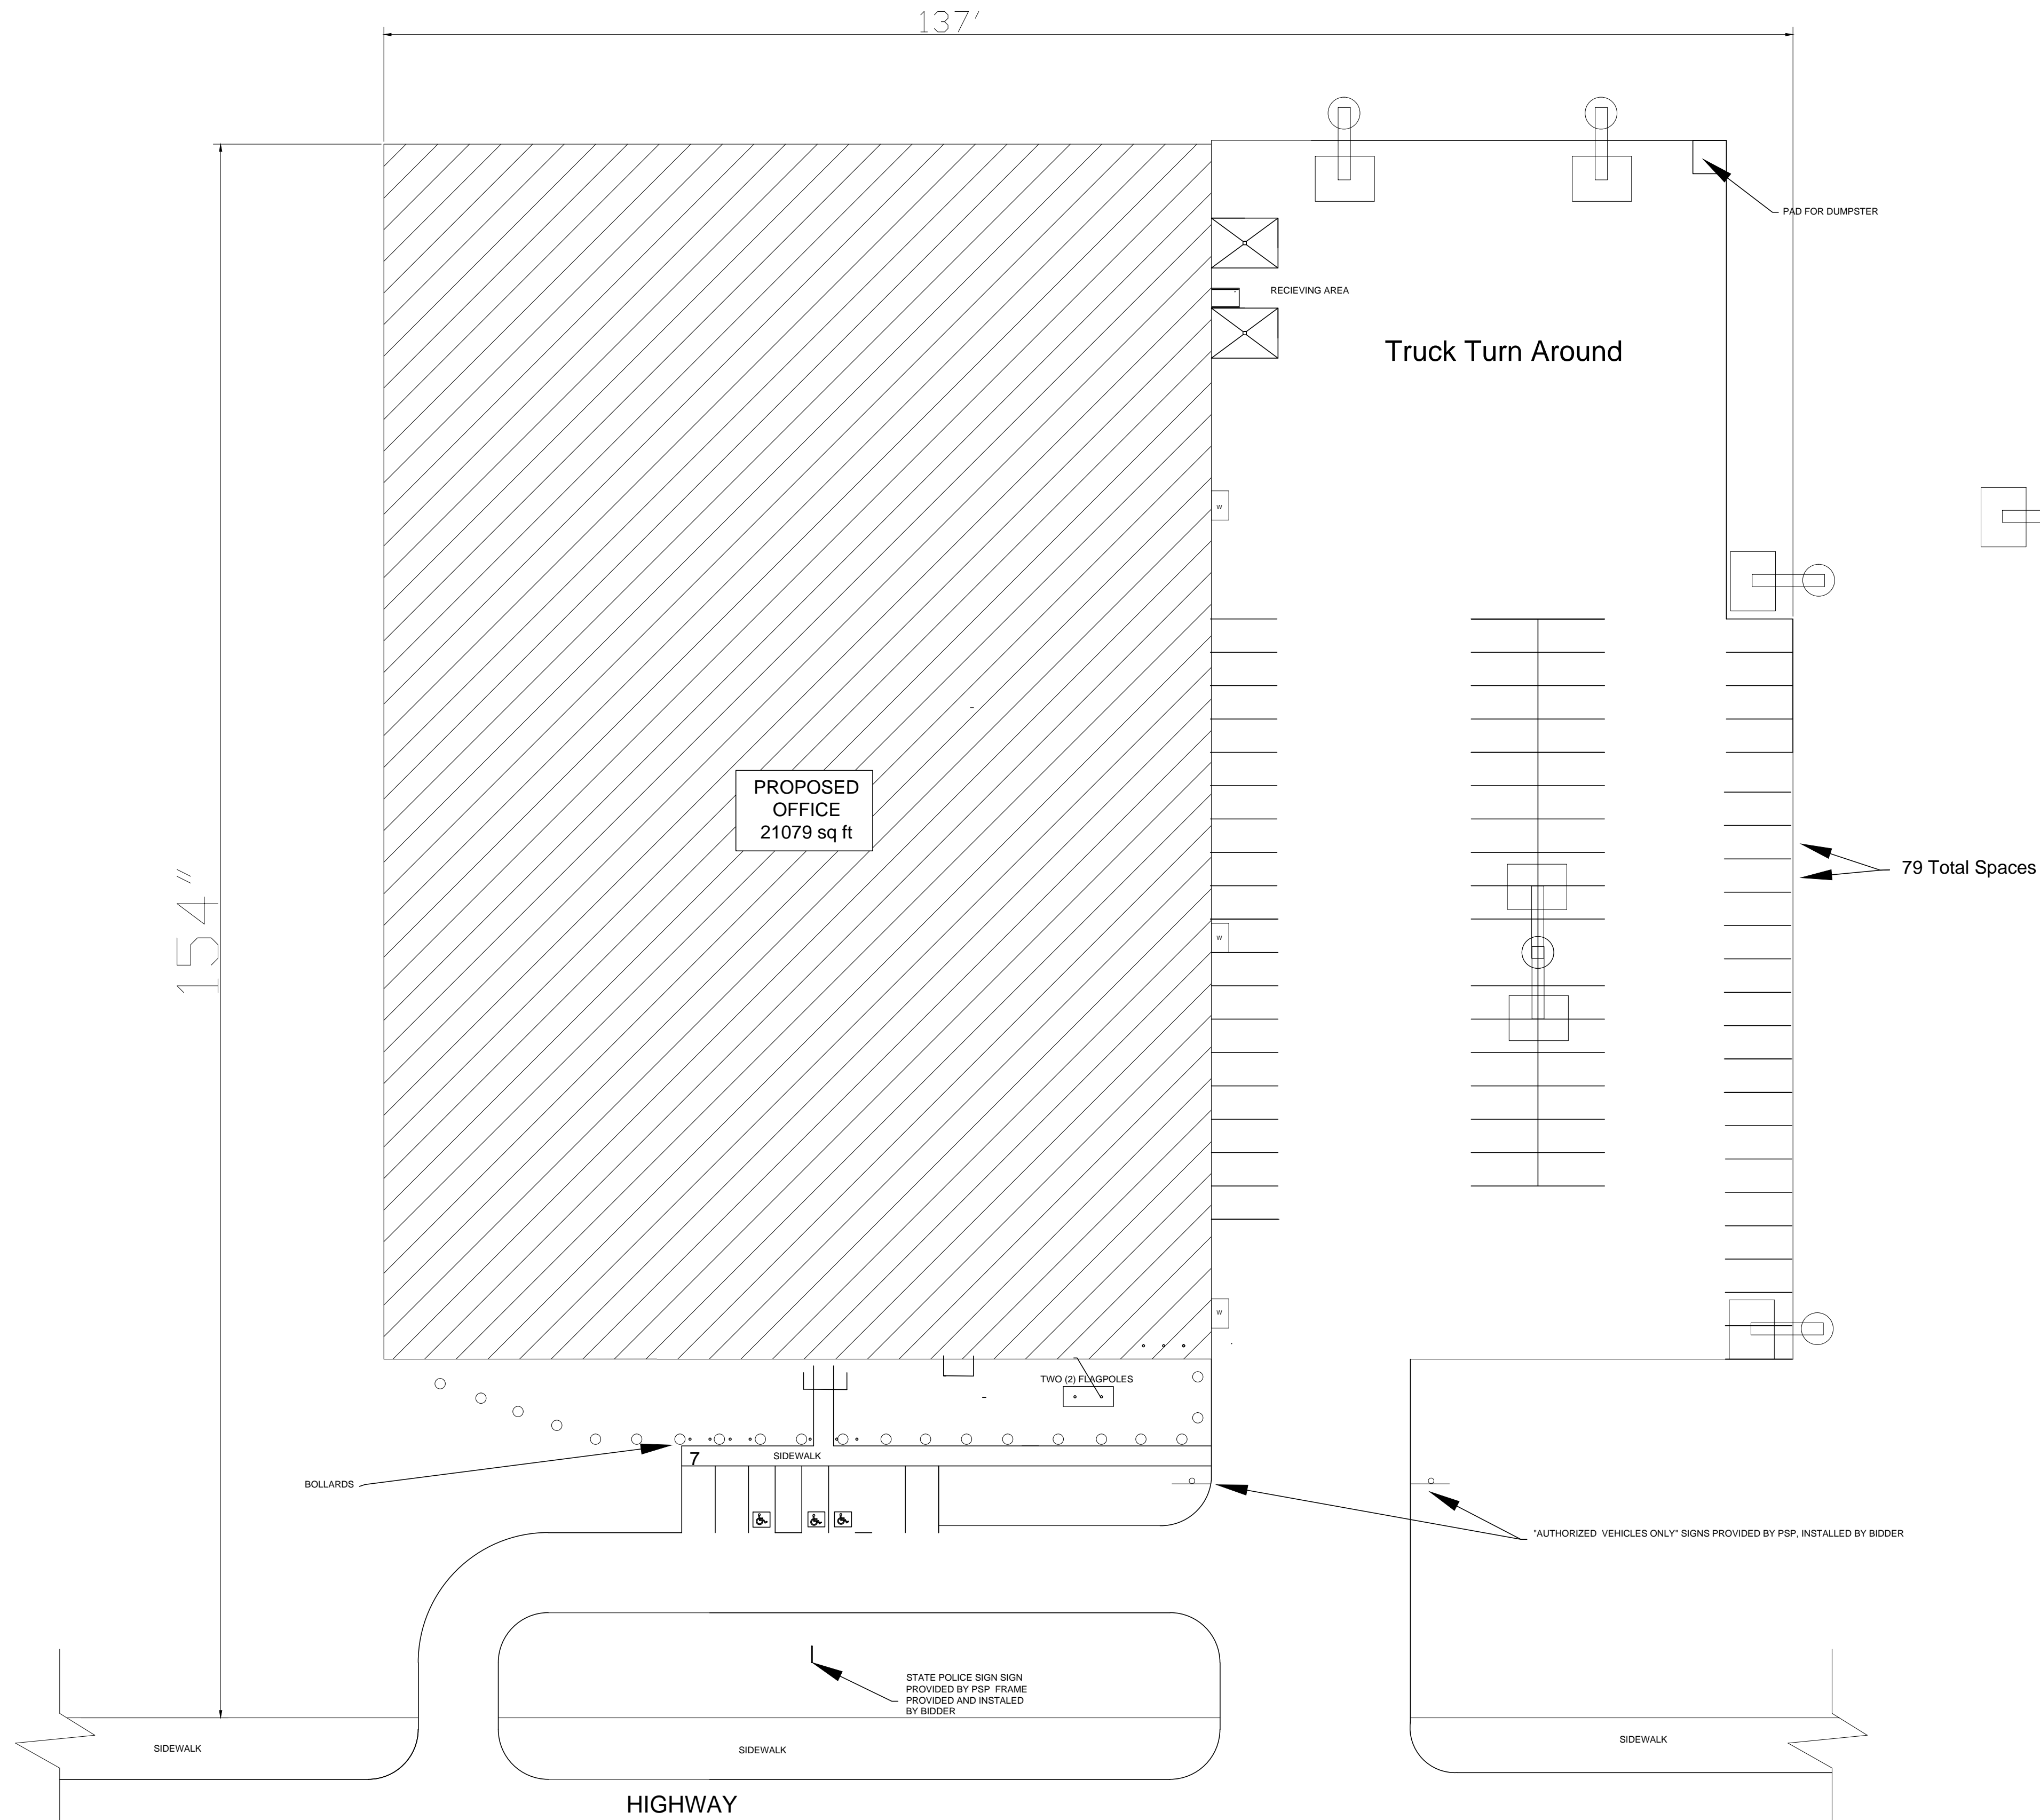 137'
PAD FOR DUMPSTER
RECIEVING AREA
Truck Turn Around
W
PROPOSED
OFFICE
21079 sq ft
154"
79 Total Spaces
W
W
TWO (2) FLAGPOLES
7
SIDEWALK
BOLLARDS
"AUTHORIZED VEHICLES ONLY" SIGNS PROVIDED BY PSP, INSTALLED BY BIDDER
STATE POLICE SIGN SIGN
PROVIDED BY PSP FRAME
PROVIDED AND INSTALED
BY BIDDER
SIDEWALK
SIDEWALK
SIDEWALK
HIGHWAY